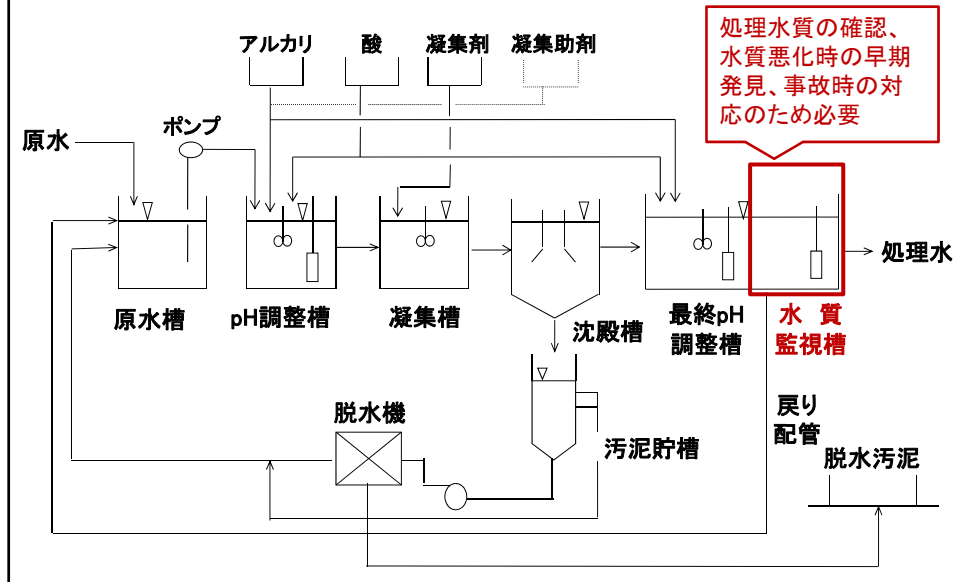 アルカリ
酸
凝集剤
凝集助剤
処理水質の確認、
水質悪化時の早期
発見、事故時の対
応のため必要
原水
ポンプ
処理水
原水槽
pH調整槽
凝集槽
沈殿槽
最終pH
調整槽
水 質
監視槽
脱水機
汚泥貯槽
戻り
配管
脱水汚泥